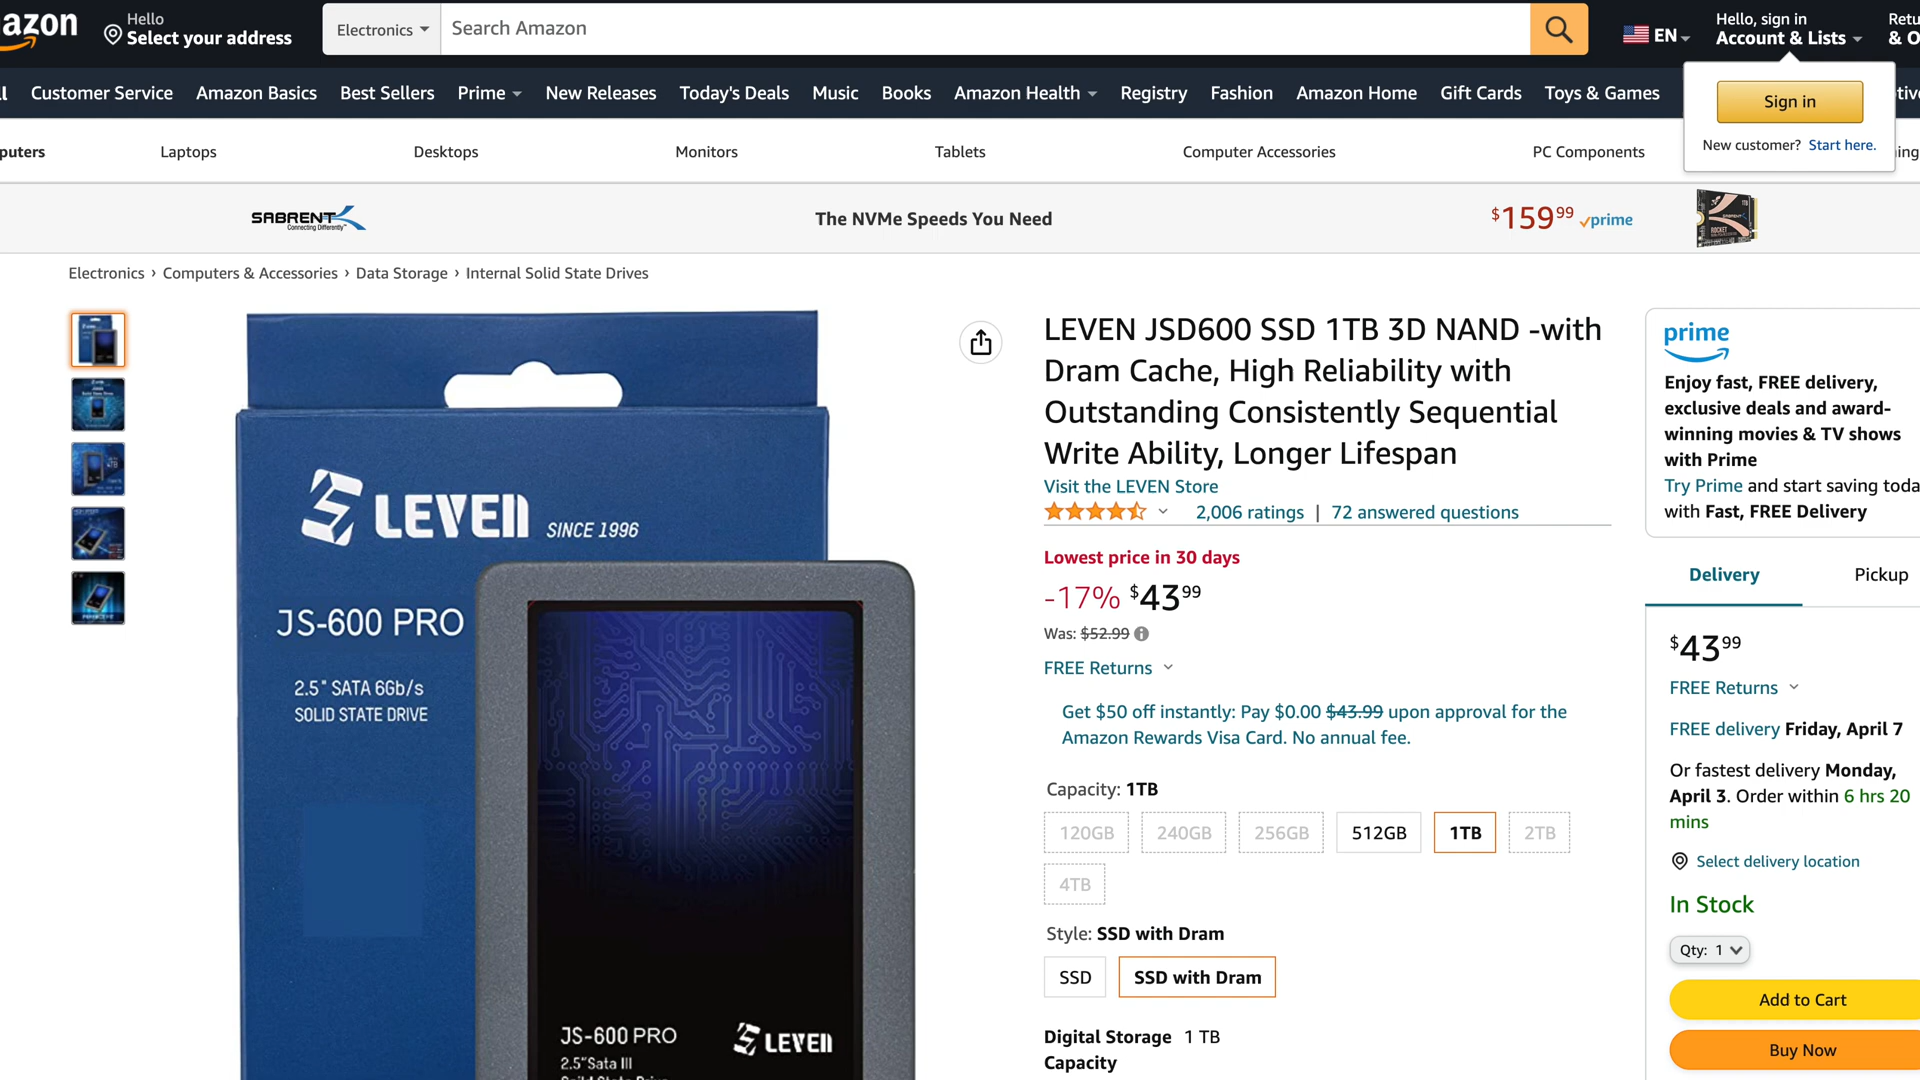 azon
Hello
Select your address
Electronics
Search Amazon
EN
Hello, sign in
Account & Lists
Retu
& O
ll
Customer Service
Amazon Basics
Best Sellers
Prime
New Releases
Today's Deals
Music
Books
Amazon Health
Registry
Fashion
Amazon Home
Gift Cards
Toys & Games
Sign in
New customer? Start here.
tive
puters
Laptops
Desktops
Monitors
Tablets
Computer Accessories
PC Components
ing
SABRENT
Connecting Differently™
The NVMe Speeds You Need
$159.99 prime
ROCKET
Electronics › Computers & Accessories › Data Storage › Internal Solid State Drives
LEVEN SINCE 1996
JS-600 PRO
2.5" SATA 6Gb/s
SOLID STATE DRIVE
JS-600 PRO
LEVEN
2.5"Sata III
Solid State Drive
LEVEN JSD600 SSD 1TB 3D NAND -with
Dram Cache, High Reliability with
Outstanding Consistently Sequential
Write Ability, Longer Lifespan
Visit the LEVEN Store
2,006 ratings | 72 answered questions
Lowest price in 30 days
-17% $43.99
Was: $52.99
FREE Returns
Get $50 off instantly: Pay $0.00 $43.99 upon approval for the
Amazon Rewards Visa Card. No annual fee.
Capacity: 1TB
120GB
240GB
256GB
512GB
1TB
2TB
4TB
Style: SSD with Dram
SSD
SSD with Dram
Digital Storage 1 TB
Capacity
prime
Enjoy fast, FREE delivery,
exclusive deals and award-
winning movies & TV shows
with Prime
Try Prime and start saving toda
with Fast, FREE Delivery
Delivery
Pickup
$43.99
FREE Returns
FREE delivery Friday, April 7
Or fastest delivery Monday,
April 3. Order within 6 hrs 20
mins
Select delivery location
In Stock
Qty: 1
Add to Cart
Buy Now